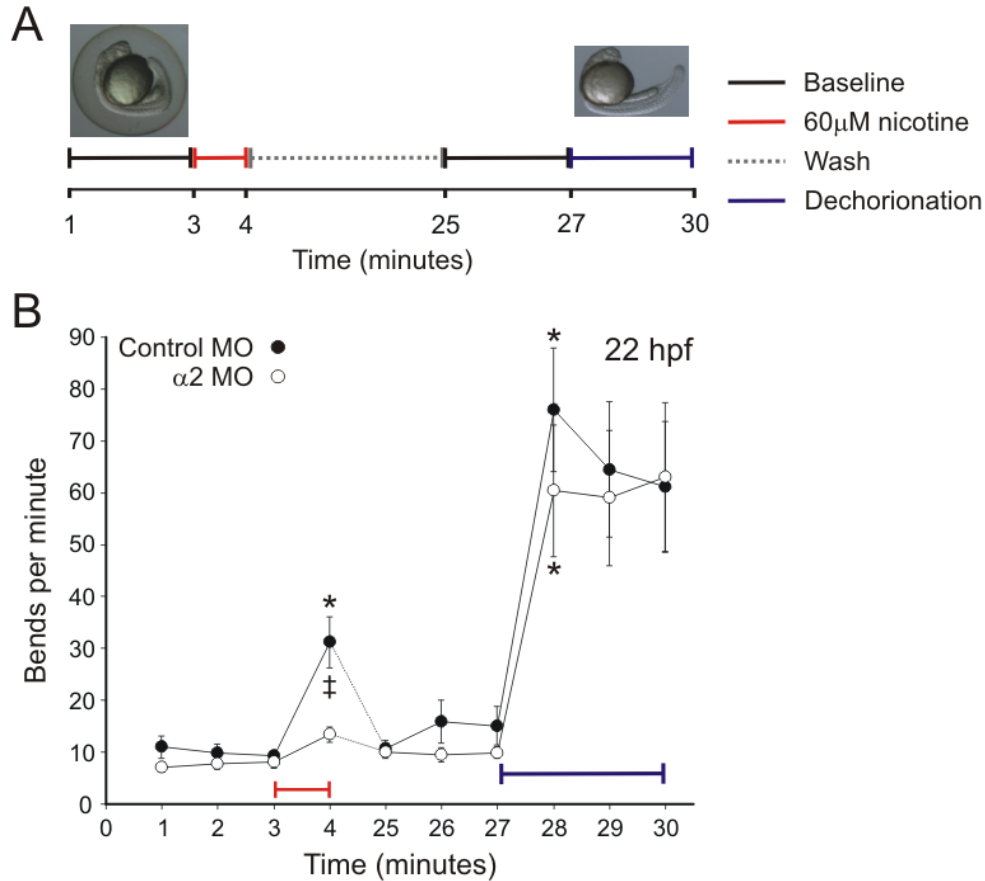 A
Baseline
60μM nicotine
Wash
Dechorionation
1 3 4 25 27 30
Time (minutes)
B
90
80
70
60
50
40
30
20
10
0
Bends per minute
Control MO
α2 MO
22 hpf
*
*
*
‡
0 1 2 3 4 25 26 27 28 29 30
Time (minutes)